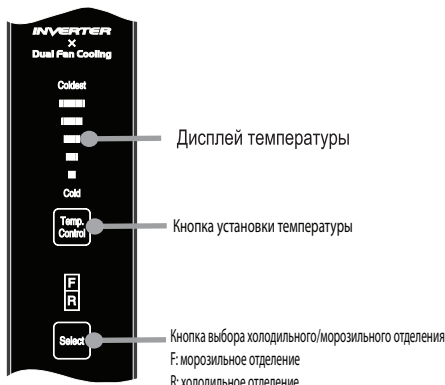 INVERTER
×
Dual Fan Cooling
Coldest
Дисплей температуры
Cold
Temp.
Control
Кнопка установки температуры
F
R
Select
Кнопка выбора холодильного/морозильного отделения
F: морозильное отделение
R: холодильное отделение